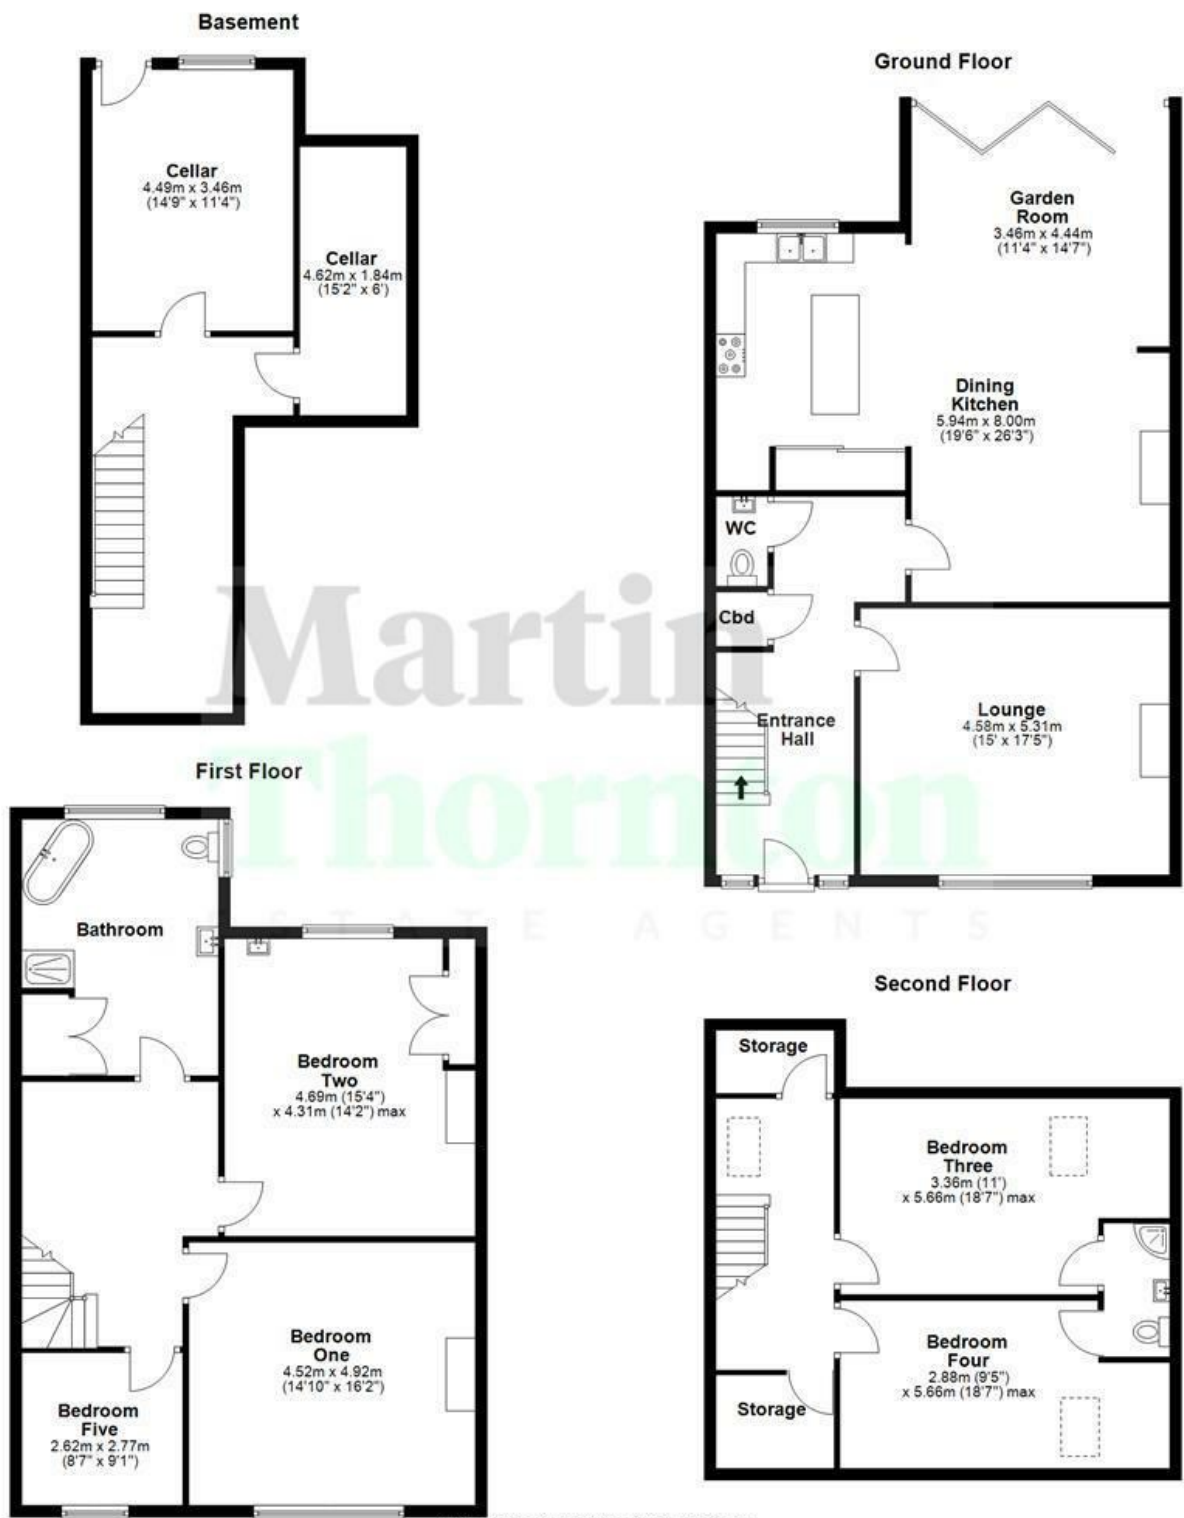 Basement
Cellar
4.49m x 3.46m
(14'9" x 11'4")
Cellar
4.62m x 1.84m
(15'2" x 6')
Ground Floor
Garden
Room
3.46m x 4.44m
(11'4" x 14'7")
Dining
Kitchen
5.94m x 8.00m
(19'6" x 26'3")
WC
Cbd
Entrance
Hall
Lounge
4.58m x 5.31m
(15' x 17'5")
Martin
Thornton
ESTATE AGENTS
First Floor
Bathroom
Bedroom
Two
4.69m (15'4")
x 4.31m (14'2") max
Bedroom
One
4.52m x 4.92m
(14'10" x 16'2")
Bedroom
Five
2.62m x 2.77m
(8'7" x 9'1")
Second Floor
Storage
Bedroom
Three
3.36m (11')
x 5.66m (18'7") max
Bedroom
Four
2.88m (9'5")
x 5.66m (18'7") max
Storage